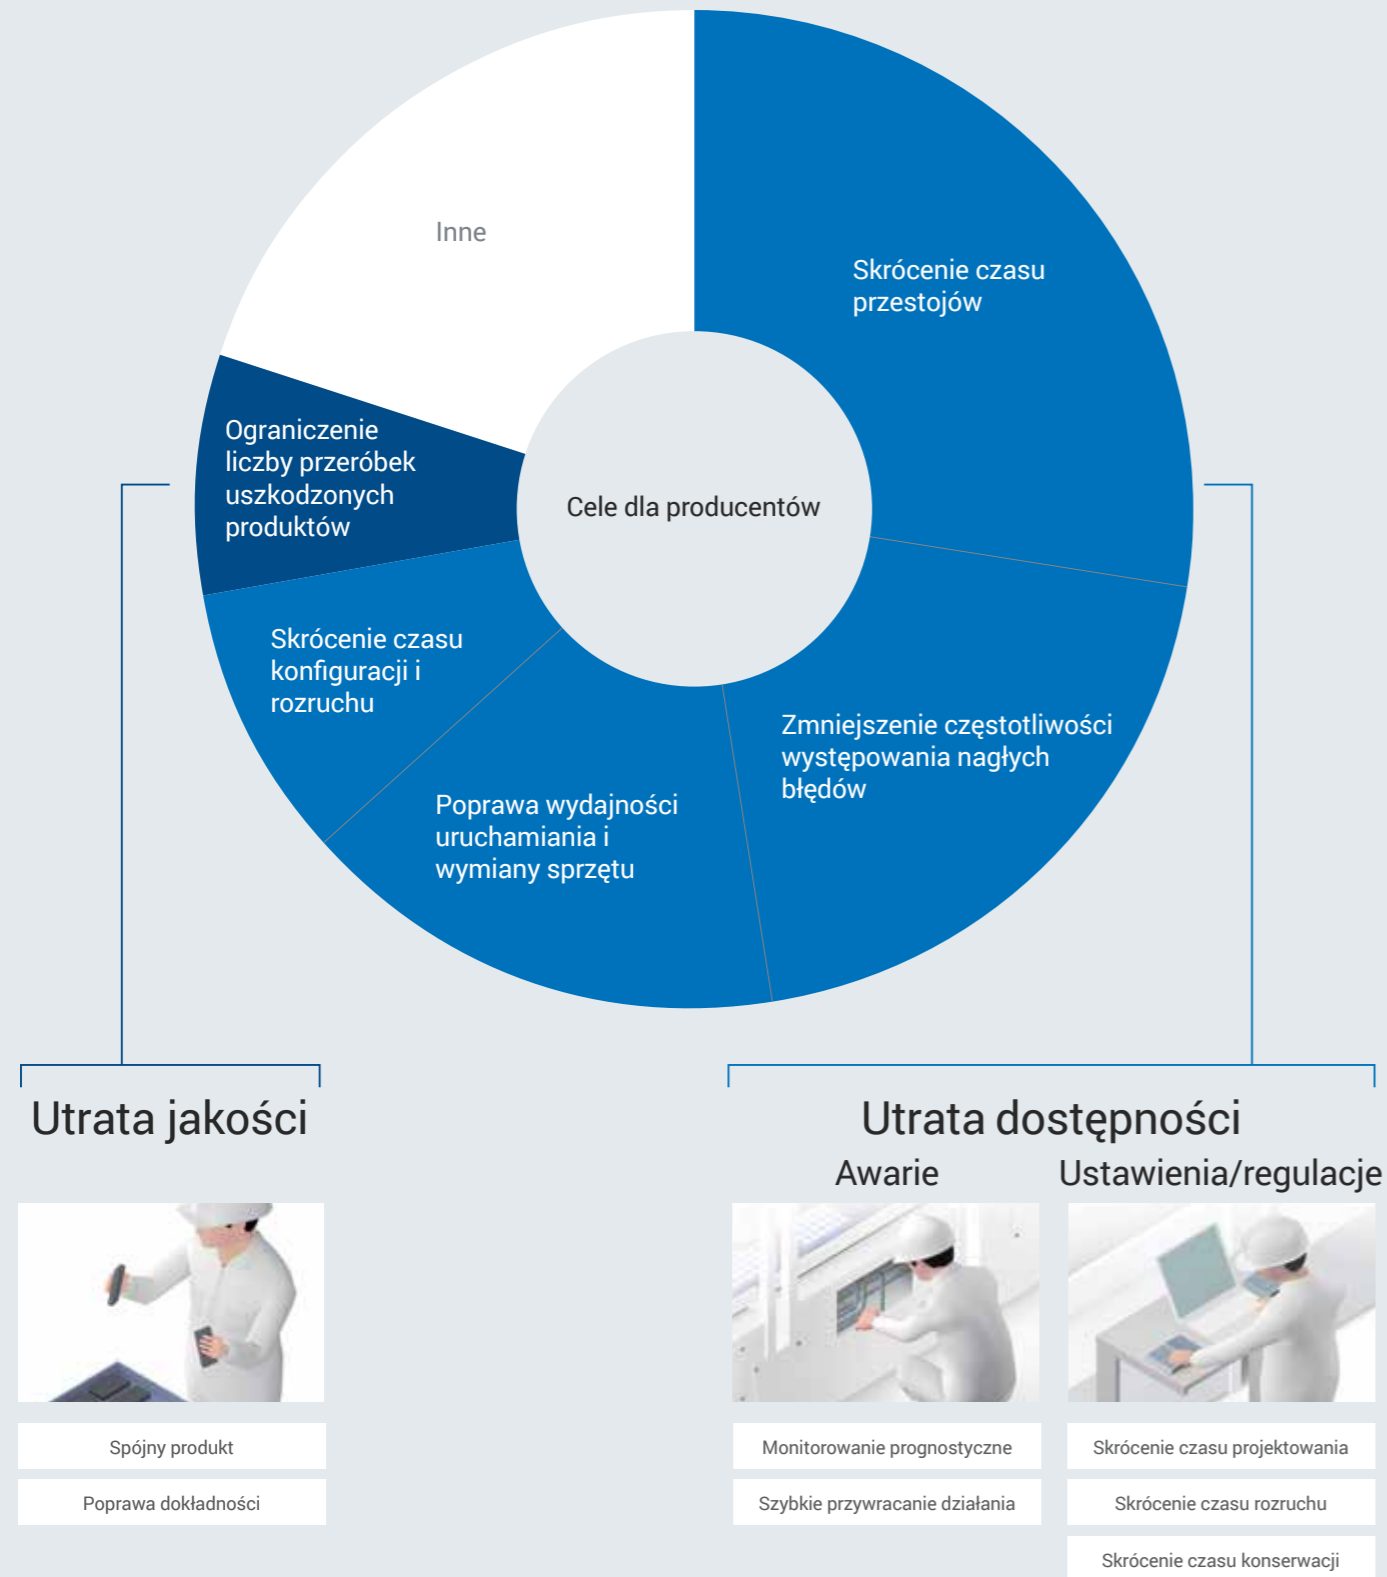 Inne
Skrócenie czasu
przestojów
Ograniczenie
liczby przeróbek
uszkodzonych
produktów
Cele dla producentów
Skrócenie czasu
konfiguracji i
rozruchu
Zmniejszenie częstotliwości
występowania nagłych
błędów
Poprawa wydajności
uruchamiania i
wymiany sprzętu
Utrata jakości
Spójny produkt
Poprawa dokładności
Utrata dostępności
Awarie
Monitorowanie prognostyczne
Szybkie przywracanie działania
Ustawienia/regulacje
Skrócenie czasu projektowania
Skrócenie czasu rozruchu
Skrócenie czasu konserwacji